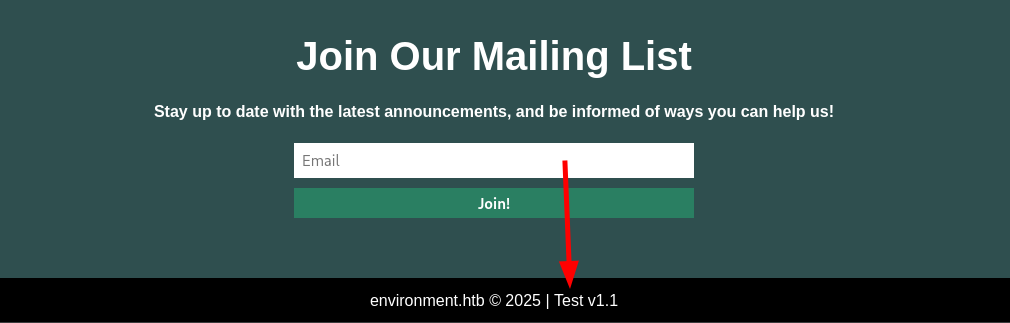 Join Our Mailing List
Stay up to date with the latest announcements, and be informed of ways you can help us!
Email
Join!
environment.htb © 2025 | Test v1.1